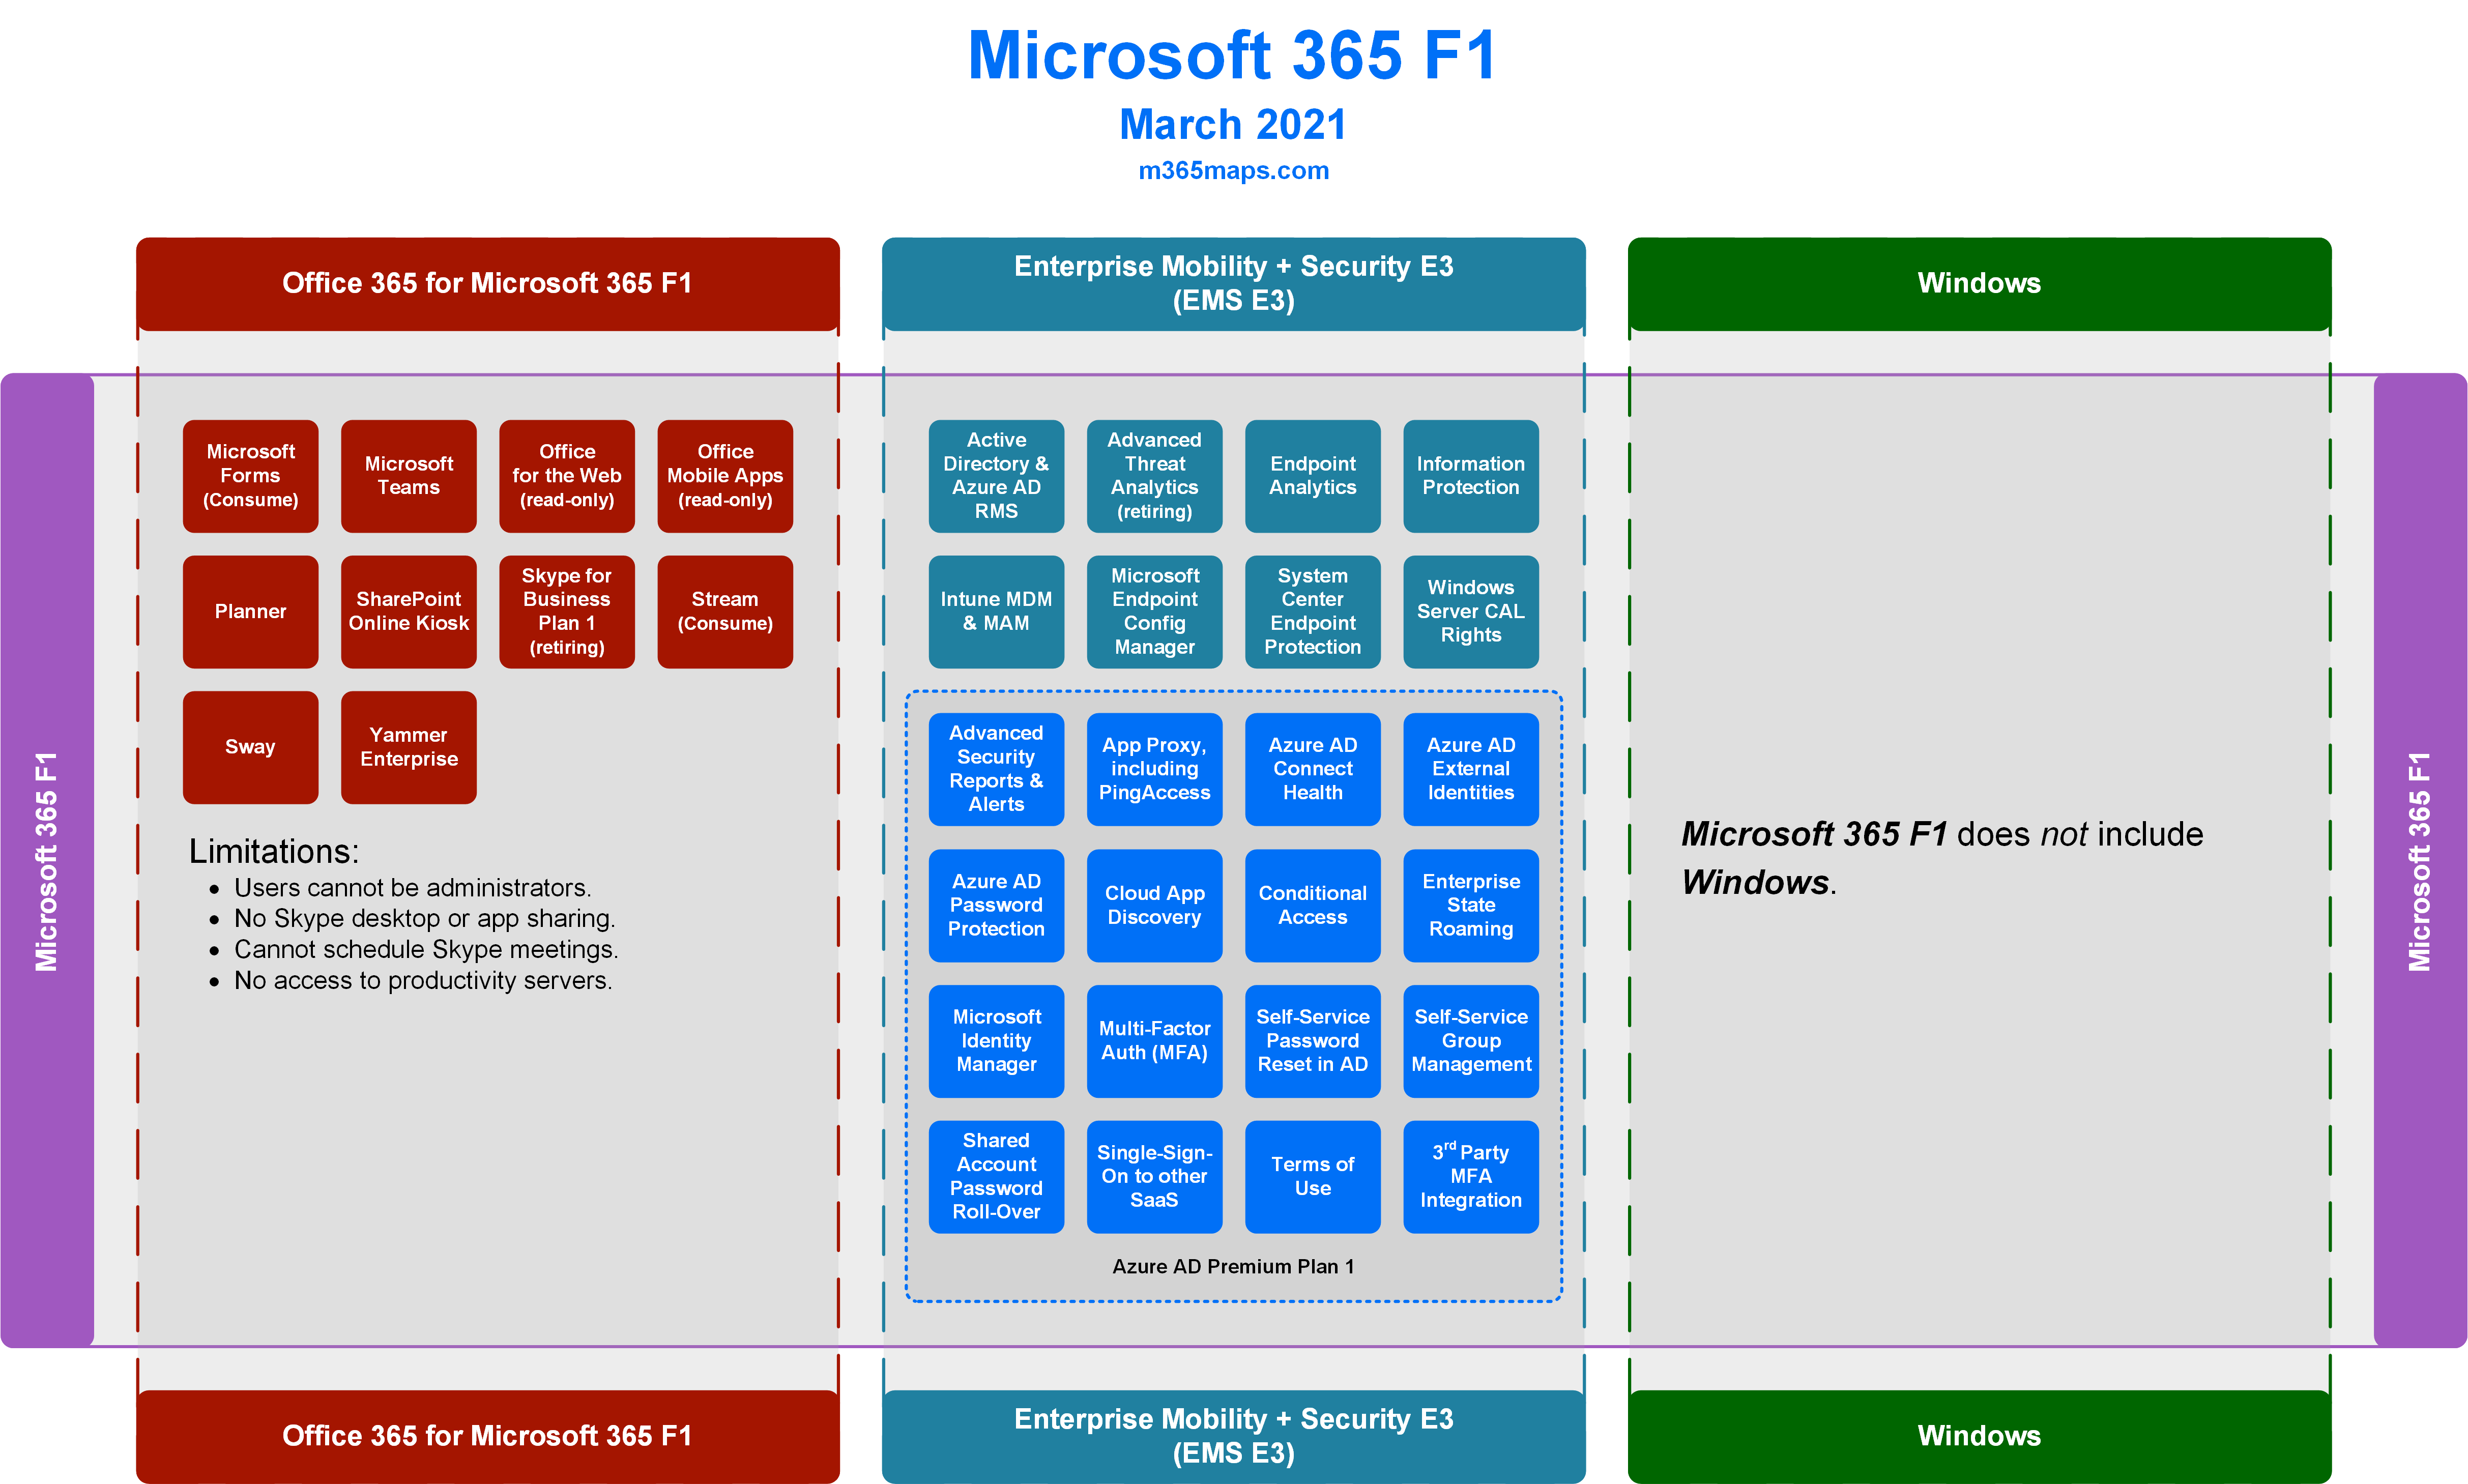 Microsoft 365 F1
March 2021
m365maps.com
Office 365 for Microsoft 365 F1
Enterprise Mobility + Security E3
(EMS E3)
Windows
Microsoft 365 F1
Microsoft
Forms
(Consume)
Microsoft
Teams
Office
for the Web
(read-only)
Office
Mobile Apps
(read-only)
Planner
SharePoint
Online Kiosk
Skype for
Business
Plan 1
(retiring)
Stream
(Consume)
Sway
Yammer
Enterprise
Limitations:
• Users cannot be administrators.
• No Skype desktop or app sharing.
• Cannot schedule Skype meetings.
• No access to productivity servers.
Active
Directory &
Azure AD
RMS
Advanced
Threat
Analytics
(retiring)
Endpoint
Analytics
Information
Protection
Intune MDM
& MAM
Microsoft
Endpoint
Config
Manager
System
Center
Endpoint
Protection
Windows
Server CAL
Rights
Advanced
Security
Reports &
Alerts
App Proxy,
including
PingAccess
Azure AD
Connect
Health
Azure AD
External
Identities
Azure AD
Password
Protection
Cloud App
Discovery
Conditional
Access
Enterprise
State
Roaming
Microsoft
Identity
Manager
Multi-Factor
Auth (MFA)
Self-Service
Password
Reset in AD
Self-Service
Group
Management
Shared
Account
Password
Roll-Over
Single-Sign-
On to other
SaaS
Terms of
Use
3rd Party
MFA
Integration
Azure AD Premium Plan 1
Microsoft 365 F1 does not include
Windows.
Microsoft 365 F1
Office 365 for Microsoft 365 F1
Enterprise Mobility + Security E3
(EMS E3)
Windows